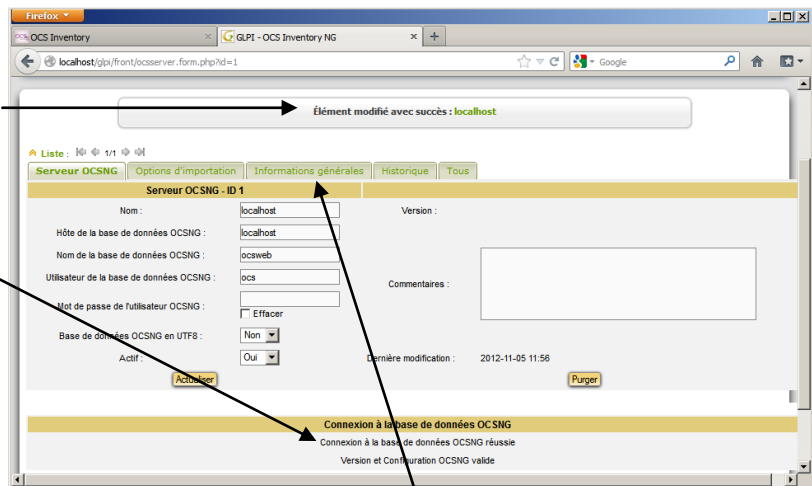 Firefox
OCS Inventory
GLPI - OCS Inventory NG
localhost/glpi/front/ocsserver.form.php?id=1
Google
Élément modifié avec succès : localhost
Liste : 1/1
Serveur OCSNG Options d'importation Informations générales Historique Tous
Serveur OCSNG - ID 1
Nom : localhost Version :
Hôte de la base de données OCSNG : localhost
Nom de la base de données OCSNG : ocsweb
Utilisateur de la base de données OCSNG : ocs
Commentaires :
Mot de passe de l'utilisateur OCSNG :
Effacer
Base de données OCSNG en UTF8 : Non
Actif : Oui Dernière modification : 2012-11-05 11:56
Actualiser Purger
Connexion à la base de données OCSNG
Connexion à la base de données OCSNG réussie
Version et Configuration OCSNG valide